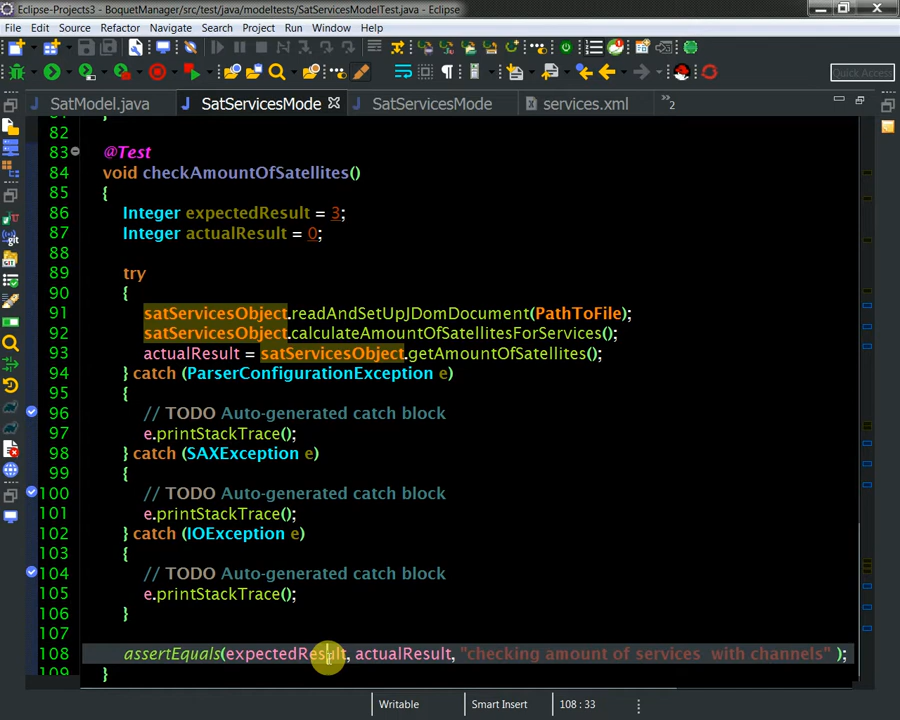 Eclipse-Projects3 - BoquetManager/src/test/java/modeltests/SatServicesModelTest.java - Eclipse
File Edit Source Refactor Navigate Search Project Run Window Help
Quick Access
SatModel.java SatServicesMode SatServicesMode services.xml »2
82
83 @Test
84 void checkAmountOfSatellites()
85 {
86 Integer expectedResult = 3;
87 Integer actualResult = 0;
88
89 try
90 {
91 satServicesObject.readAndSetUpJDomDocument(PathToFile);
92 satServicesObject.calculateAmountOfSatellitesForServices();
93 actualResult = satServicesObject.getAmountOfSatellites();
94 } catch (ParserConfigurationException e)
95 {
96 // TODO Auto-generated catch block
97 e.printStackTrace();
98 } catch (SAXException e)
99 {
100 // TODO Auto-generated catch block
101 e.printStackTrace();
102 } catch (IOException e)
103 {
104 // TODO Auto-generated catch block
105 e.printStackTrace();
106 }
107
108 assertEquals(expectedResult, actualResult, "checking amount of services  with channels" );
109 }
Writable Smart Insert 108 : 33